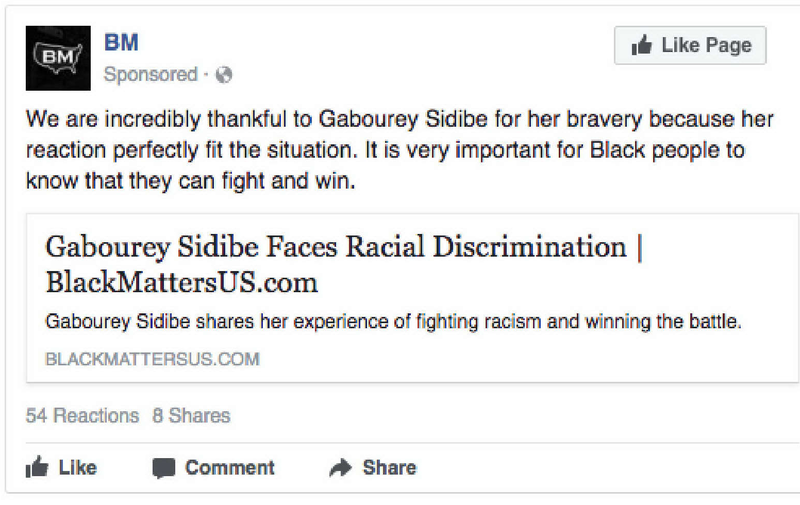 BM
BM
Sponsored ·
Like Page
We are incredibly thankful to Gabourey Sidibe for her bravery because her
reaction perfectly fit the situation. It is very important for Black people to
know that they can fight and win.
Gabourey Sidibe Faces Racial Discrimination |
BlackMattersUS.com
Gabourey Sidibe shares her experience of fighting racism and winning the battle.
BLACKMATTERSUS.COM
54 Reactions 8 Shares
Like Comment Share